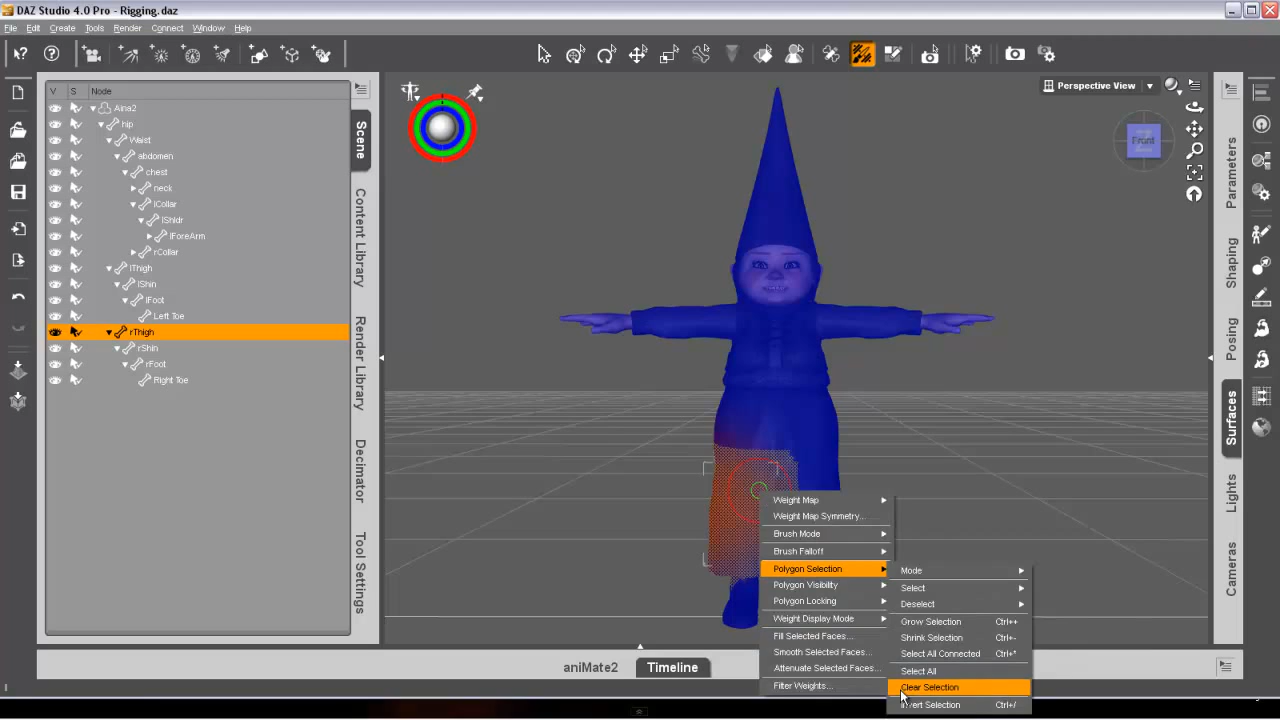 DAZ Studio 4.0 Pro - Rigging.daz
File Edit Create Tools Render Connect Window Help
V S Node
Aina2
hip
Waist
abdomen
chest
neck
lCollar
lShldr
lForeArm
rCollar
lThigh
lShin
lFoot
Left Toe
rThigh
rShin
rFoot
Right Toe
Scene
Content Library
Render Library
Decimator
Tool Settings
Perspective View
Front
Parameters
Shaping
Posing
Surfaces
Lights
Cameras
Weight Map
Weight Map Symmetry...
Brush Mode
Brush Falloff
Polygon Selection
Polygon Visibility
Polygon Locking
Weight Display Mode
Fill Selected Faces...
Smooth Selected Faces...
Attenuate Selected Faces...
Filter Weights...
Mode
Select
Deselect
Grow Selection Ctrl++
Shrink Selection Ctrl+-
Select All Connected Ctrl+*
Select All
Clear Selection
Invert Selection Ctrl+/
aniMate2 Timeline